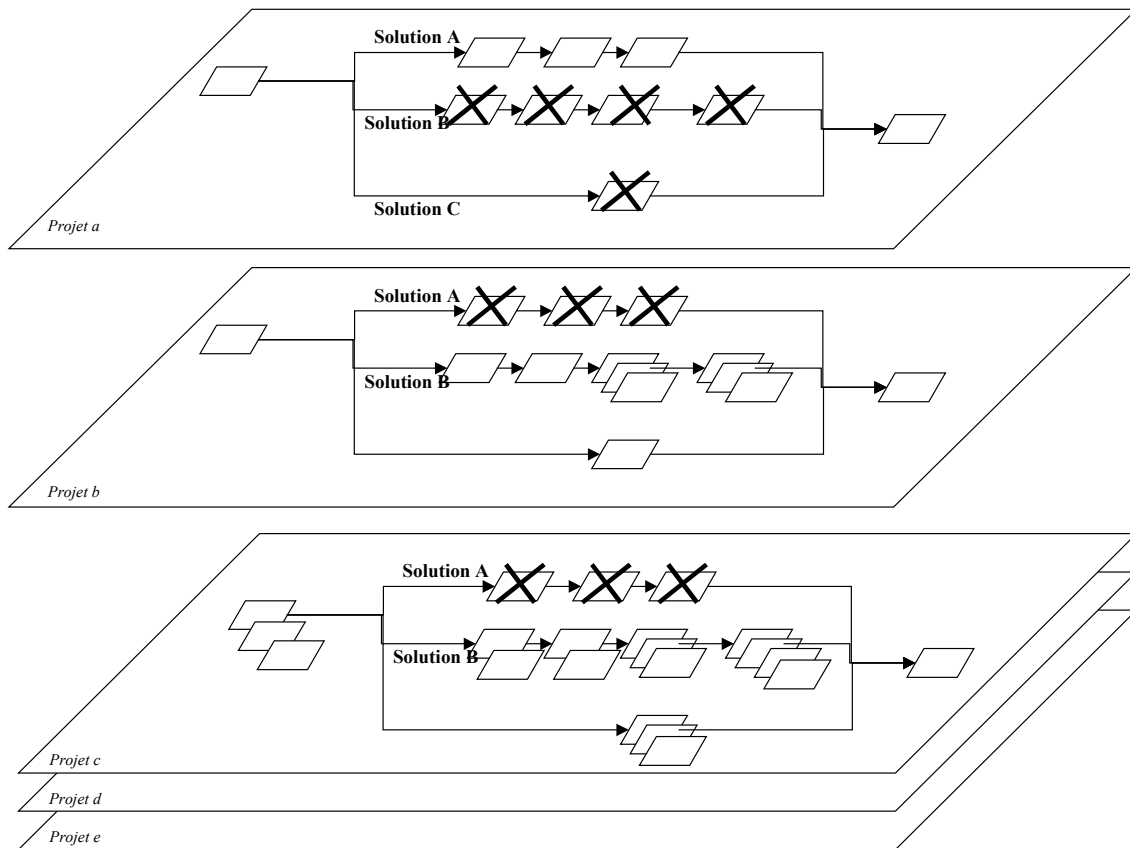 Solution A
Solution B
Solution C
Projet a
Solution A
Solution B
Projet b
Solution A
Solution B
Projet c
Projet d
Projet e